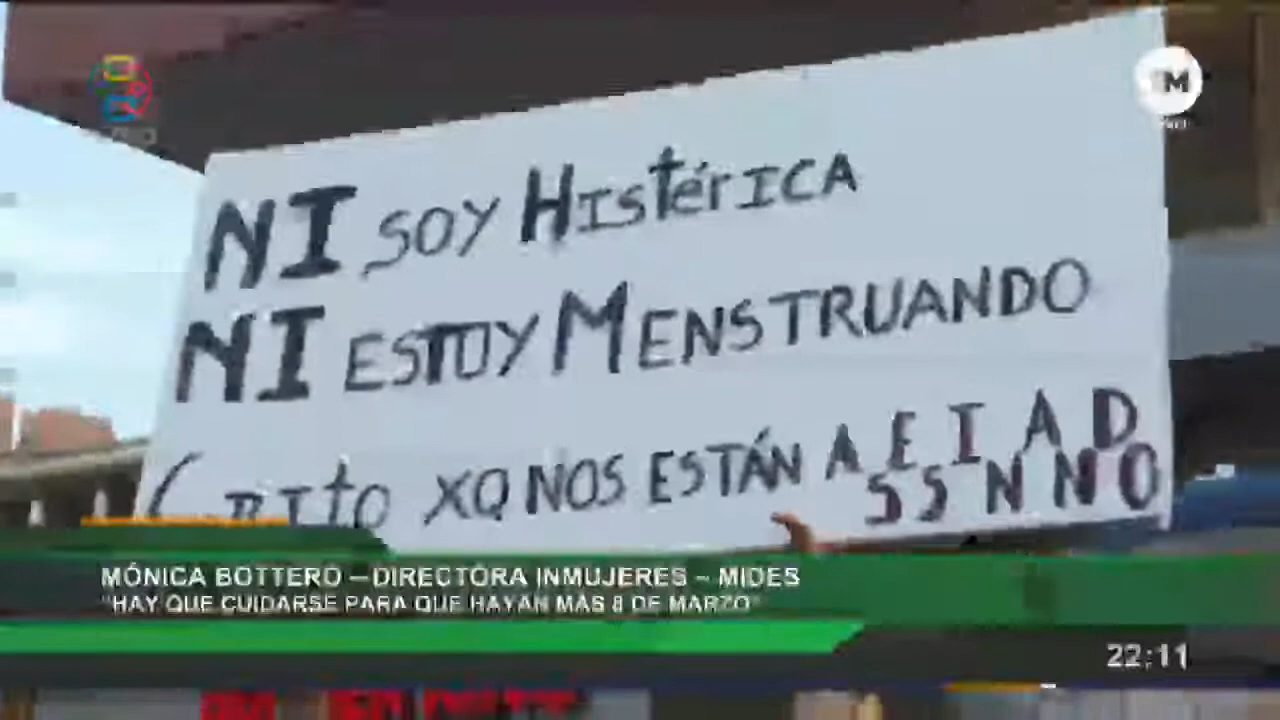 NI SOY HIStérICA
NI ESTOY MENSTRUANDO
GRITO XQ NOS ESTÁN ASESINANDO
MÓNICA BOTTERO – DIRECTORA INMUJERES – MIDES
"HAY QUE CUIDARSE PARA QUE HAYAN MÁS 8 DE MARZO"
22:11